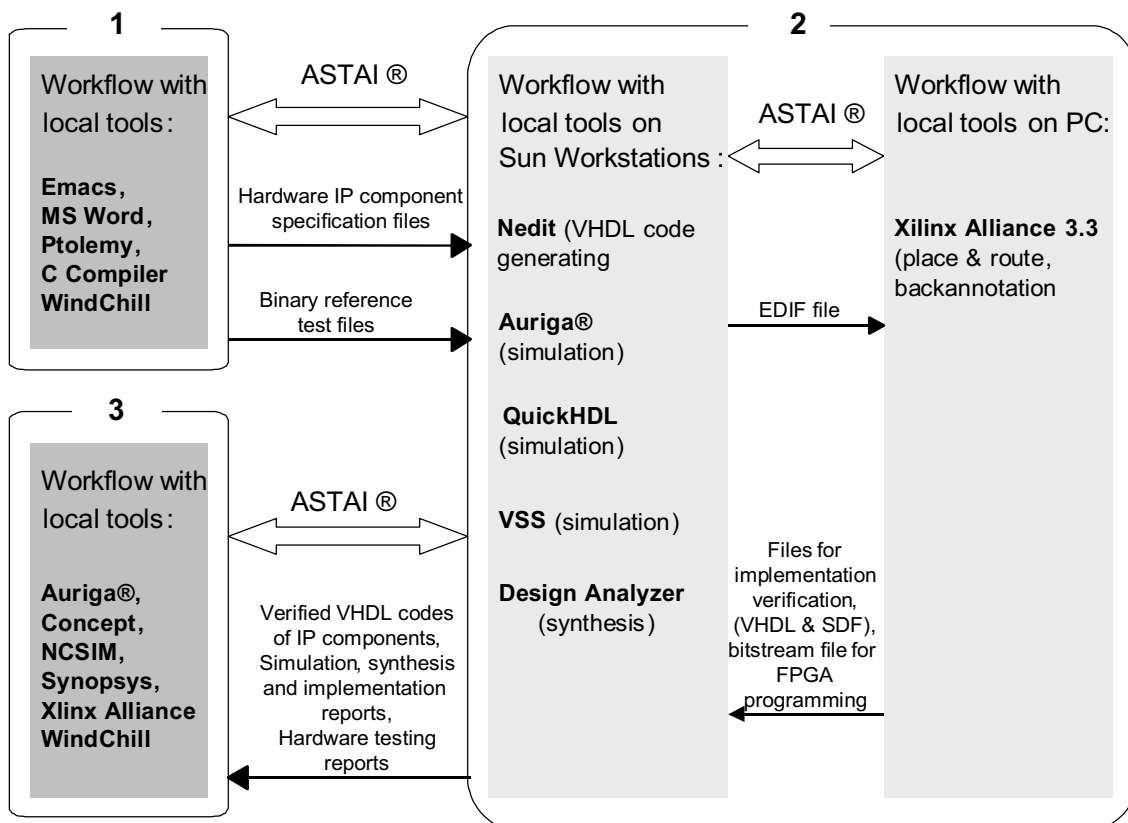 1
Workflow with
local tools:
Emacs,
MS Word,
Ptolemy,
C Compiler
WindChill
ASTAI ®
Hardware IP component
specification files
Binary reference
test files
2
Workflow with
local tools on
Sun Workstations :
Nedit (VHDL code
generating
Auriga®
(simulation)
QuickHDL
(simulation)
VSS (simulation)
Design Analyzer
(synthesis)
ASTAI ®
EDIF file
Files for
implementation
verification,
(VHDL & SDF),
bitstream file for
FPGA
programming
Workflow with
local tools on PC:
Xilinx Alliance 3.3
(place & route,
backannotation
3
Workflow with
local tools:
Auriga®,
Concept,
NCSIM,
Synopsys,
Xlinx Alliance
WindChill
ASTAI ®
Verified VHDL codes
of IP components,
Simulation, synthesis
and implementation
reports,
Hardware testing
reports